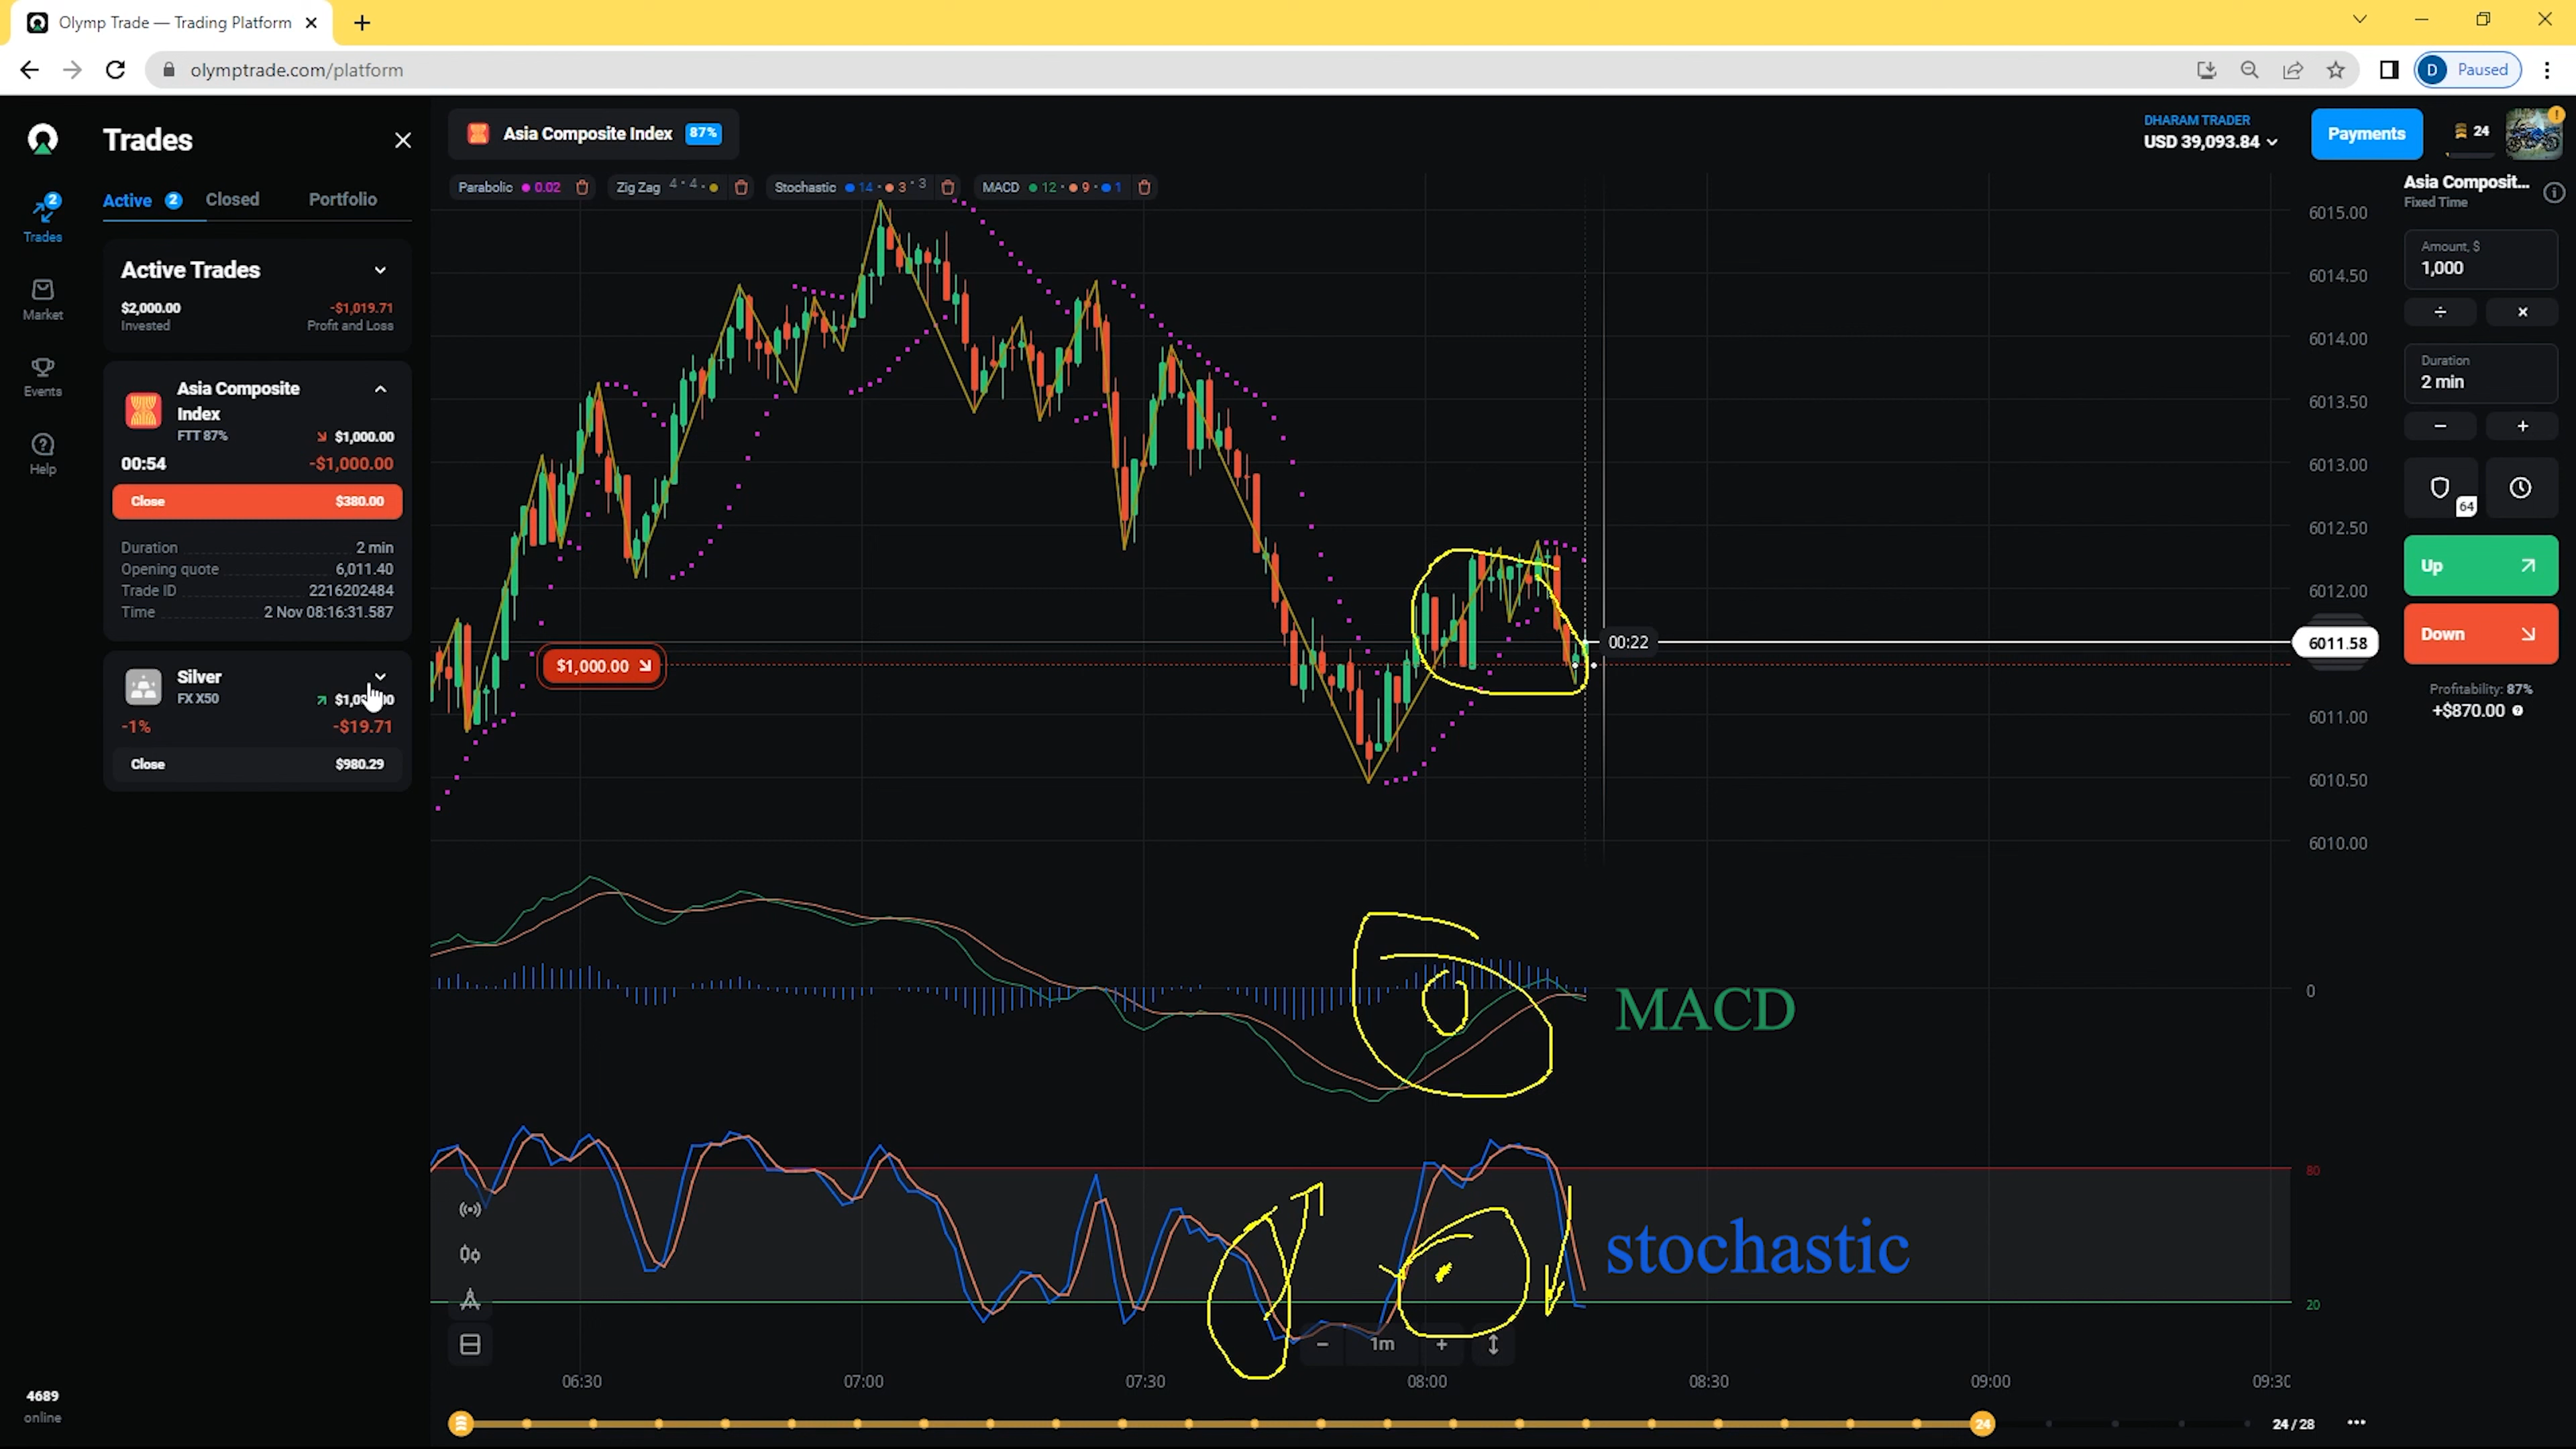 Olymp Trade — Trading Platform
olymptrade.com/platform
D Paused
Trades
Active 2 Closed Portfolio
Active Trades
$2,000.00 -$1,019.71
Invested Profit and Loss
Asia Composite
Index
FTT 87% $1,000.00
00:54 -$1,000.00
Close $380.00
Duration 2 min
Opening quote 6,011.40
Trade ID 2216202484
Time 2 Nov 08:16:31.587
Silver
FX X50
-1% -$19.71
Close $980.29
2
Trades
Market
Events
Help
4689
online
Asia Composite Index 87%
Parabolic 0.02 Zig Zag 4 • 4 • Stochastic 14 • 3 • 3 MACD 12 • 9 • 1
DHARAM TRADER
USD 39,093.84
Payments
24
$1,000.00
00:22
6015.00
6014.50
6014.00
6013.50
6013.00
6012.50
6012.00
6011.58
6011.00
6010.50
6010.00
0
MACD
80
stochastic
20
1m
06:30 07:00 07:30 08:00 08:30 09:00
24 24 / 28
Asia Composit...
Fixed Time
Amount, $
1,000
÷ ×
Duration
2 min
− +
64
Up
Down
Profitability: 87%
+$870.00